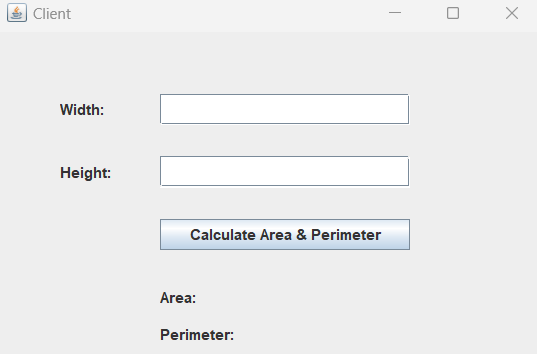 Client
Width:
Height:
Calculate Area & Perimeter
Area:
Perimeter: